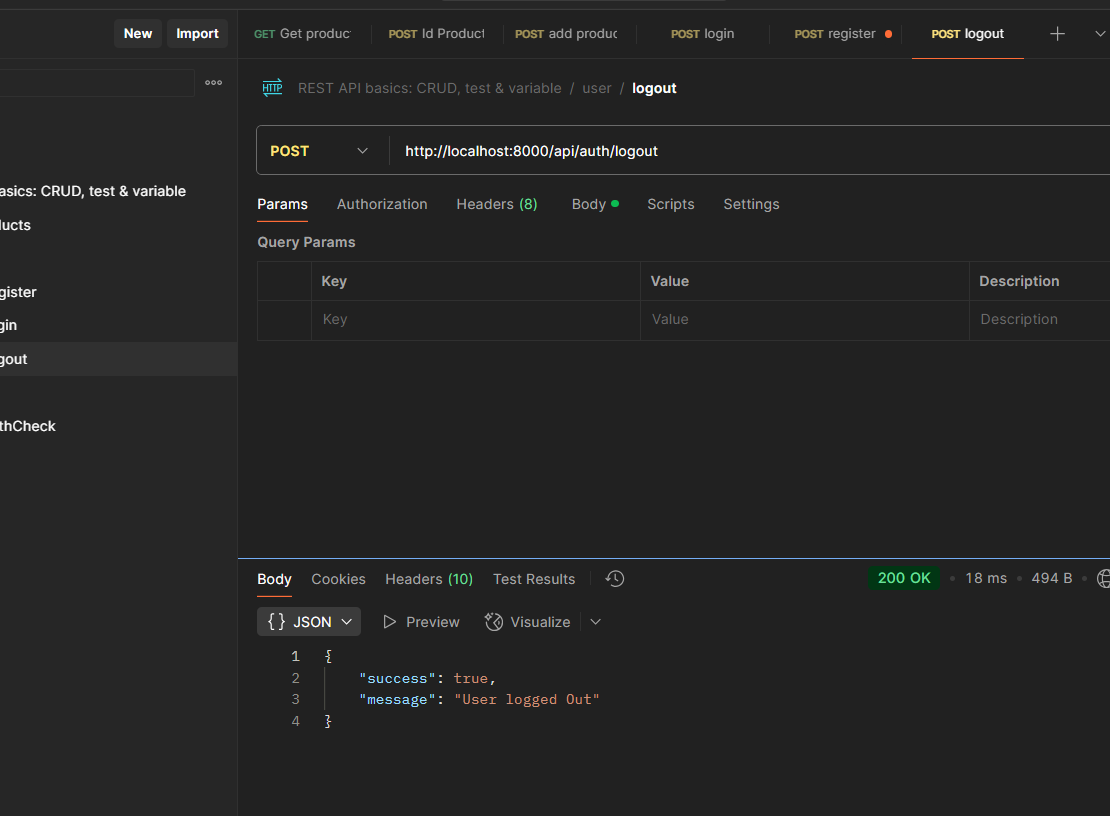 New Import
GET Get produc
POST Id Product
POST add produc
POST login
POST register
POST logout
HTTP REST API basics: CRUD, test & variable / user / logout
asics: CRUD, test & variable
lucts
gister
gin
gout
thCheck
POST http://localhost:8000/api/auth/logout
Params Authorization Headers (8) Body Scripts Settings
Query Params
Key Value Description
Key Value Description
Body Cookies Headers (10) Test Results 200 OK 18 ms 494 B
{} JSON Preview Visualize
1 {
2 "success": true,
3 "message": "User logged Out"
4 }